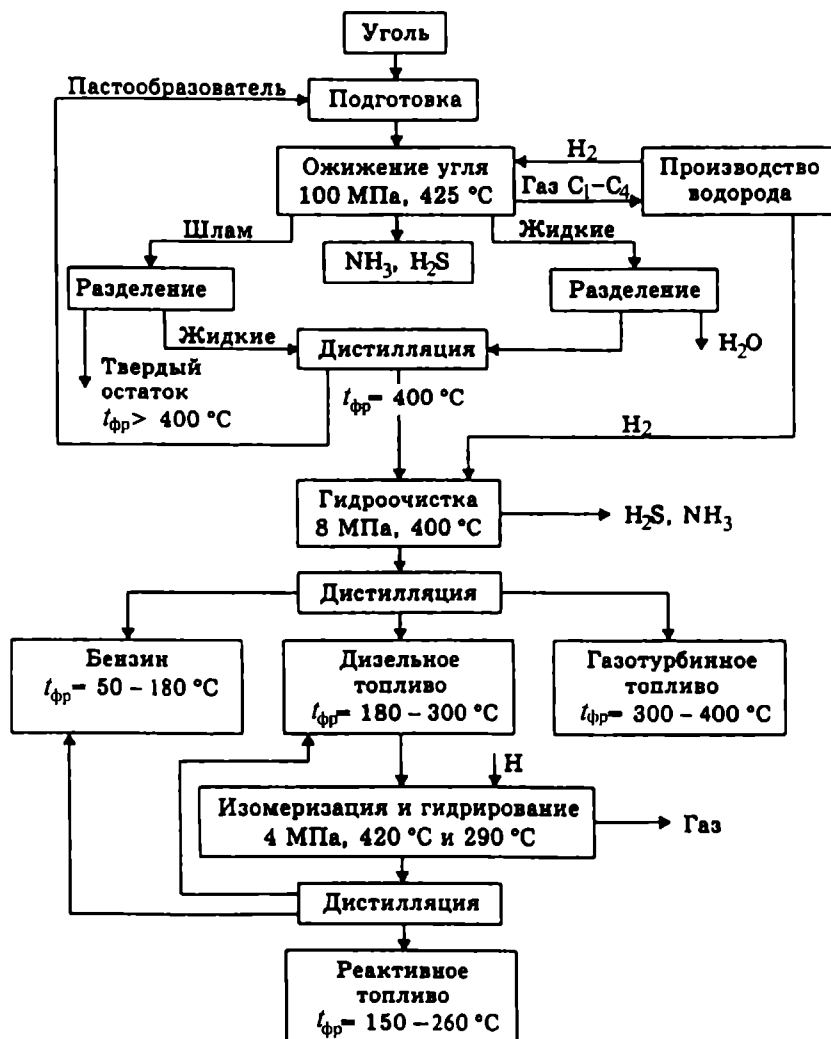 Уголь
Пастообразователь
Подготовка
Ожижение угля
100 МПа, 425 °С
H₂
Газ C₁–C₄
Производство
водорода
Шлам
Жидкие
NH₃, H₂S
Разделение
Разделение
Жидкие
Дистилляция
H₂O
Твердый
остаток
tфр> 400 °С
tфр= 400 °С
H₂
Гидроочистка
8 МПа, 400 °С
H₂S, NH₃
Дистилляция
Бензин
tфр= 50 – 180 °С
Дизельное
топливо
tфр= 180 – 300 °С
Газотурбинное
топливо
tфр= 300 – 400 °С
H
Изомеризация и гидрирование
4 МПа, 420 °С и 290 °С
Газ
Дистилляция
Реактивное
топливо
tфр= 150 –260 °С